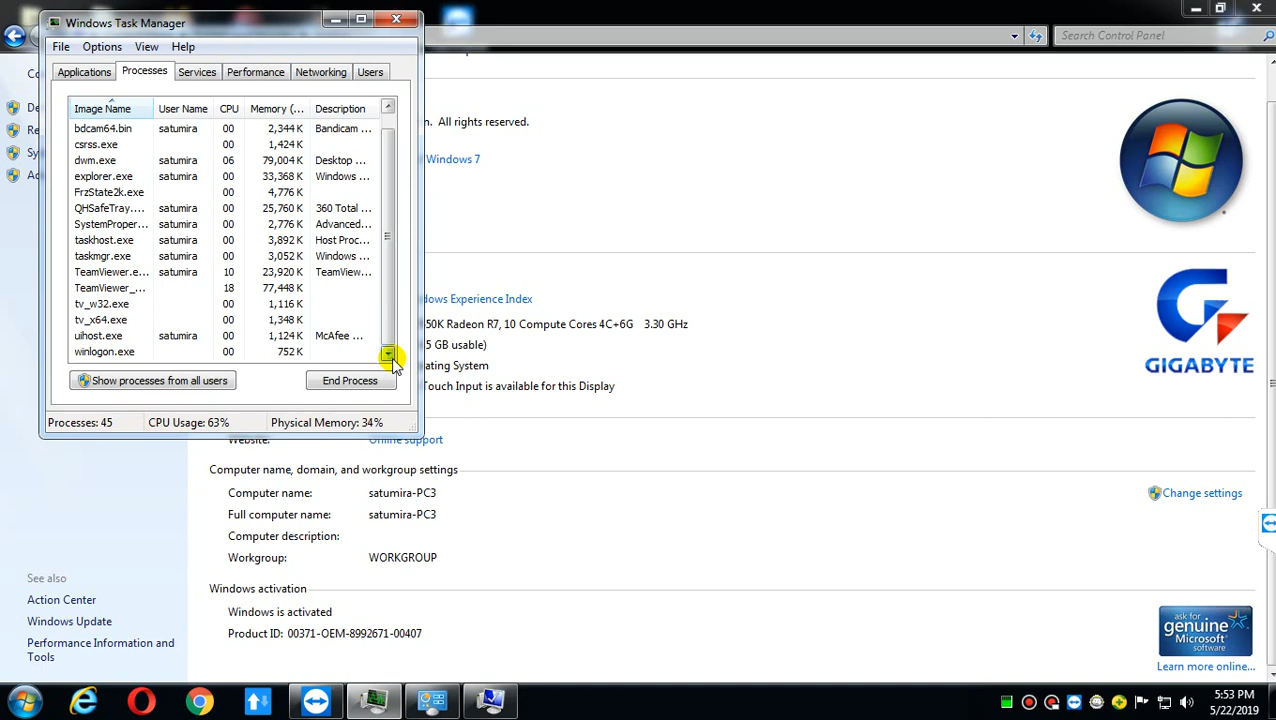 Windows Task Manager
File Options View Help
Applications Processes Services Performance Networking Users
Image Name User Name CPU Memory (... Description
bdcam64.bin satumira 00 2,344 K Bandicam ...
csrss.exe 00 1,424 K
dwm.exe satumira 06 79,004 K Desktop ...
explorer.exe satumira 00 33,368 K Windows ...
FrzState2k.exe 00 4,776 K
QHSafeTray.... satumira 00 25,760 K 360 Total ...
SystemProper... satumira 00 2,776 K Advanced...
taskhost.exe satumira 00 3,892 K Host Proc...
taskmgr.exe satumira 00 3,052 K Windows ...
TeamViewer.e... satumira 10 23,920 K TeamView...
TeamViewer_... 18 77,448 K
tv_w32.exe 00 1,116 K
tv_x64.exe 00 1,348 K
uihost.exe satumira 00 1,124 K McAfee ...
winlogon.exe 00 752 K
Show processes from all users End Process
Processes: 45 CPU Usage: 63% Physical Memory: 34%
Search Control Panel
. All rights reserved.
Windows 7
dows Experience Index
50K Radeon R7, 10 Compute Cores 4C+6G 3.30 GHz
5 GB usable)
ating System
Touch Input is available for this Display
GIGABYTE
Website: Online support
Computer name, domain, and workgroup settings
Computer name: satumira-PC3
Change settings
Full computer name: satumira-PC3
Computer description:
Workgroup: WORKGROUP
Windows activation
Windows is activated
Product ID: 00371-OEM-8992671-00407
ask for
genuine
Microsoft
software
Learn more online...
See also
Action Center
Windows Update
Performance Information and
Tools
5:53 PM
5/22/2019